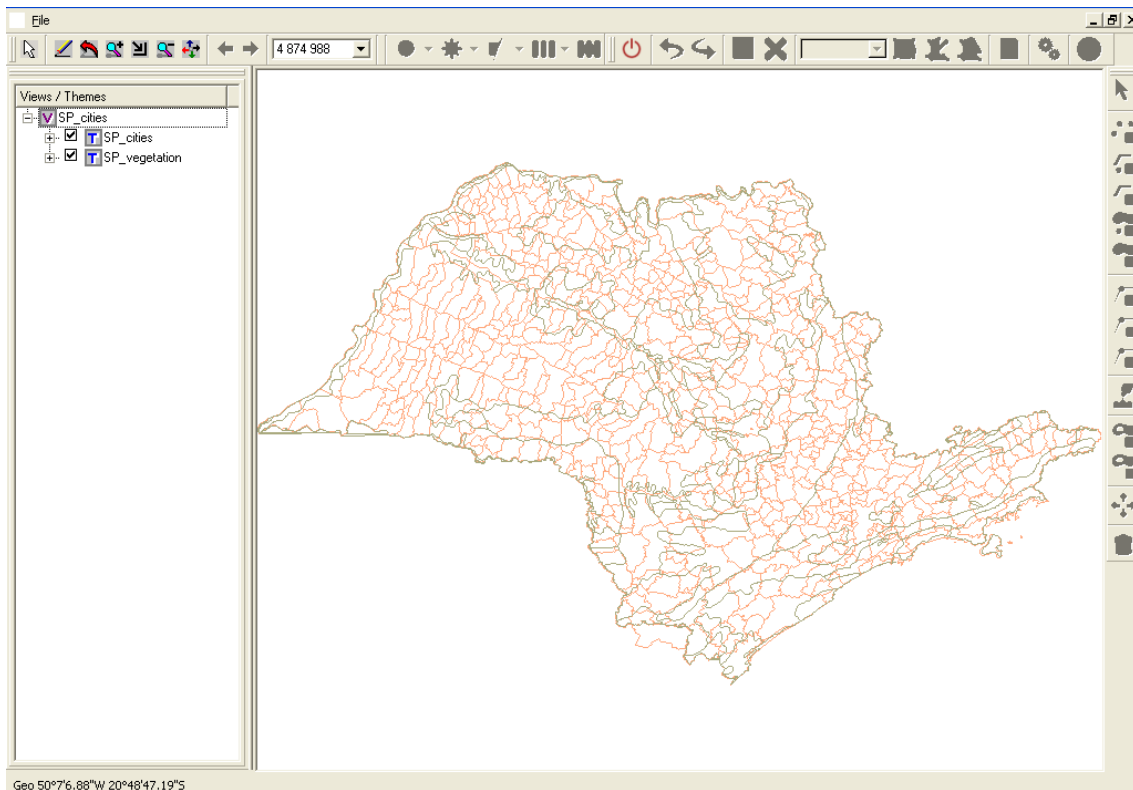 File
4 874 988
Views / Themes
V SP_cities
T SP_cities
T SP_vegetation
Geo 50°7'6.88"W 20°48'47.19"S